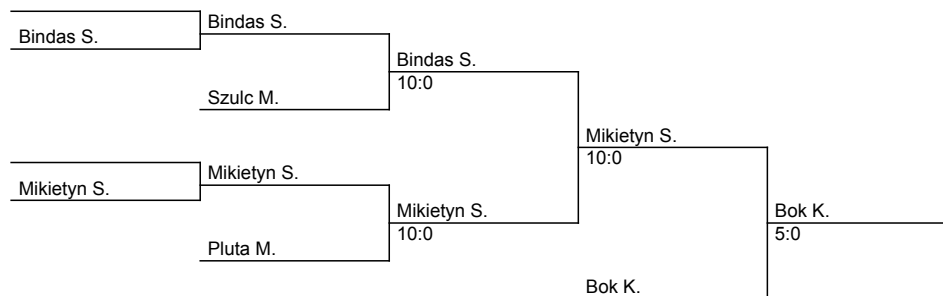 Bindas S.
Bindas S.
Bindas S.
10:0
Szulc M.
Mikietyn S.
10:0
Mikietyn S.
Mikietyn S.
Mikietyn S.
10:0
Bok K.
5:0
Pluta M.
Bok K.